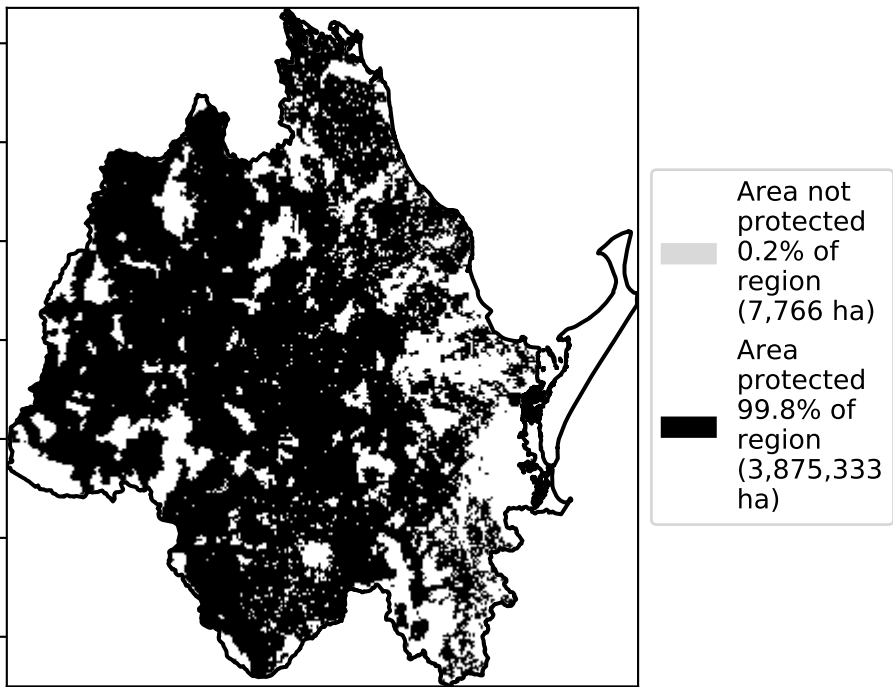 Area not
protected
0.2% of
region
(7,766 ha)
Area
protected
99.8% of
region
(3,875,333
ha)